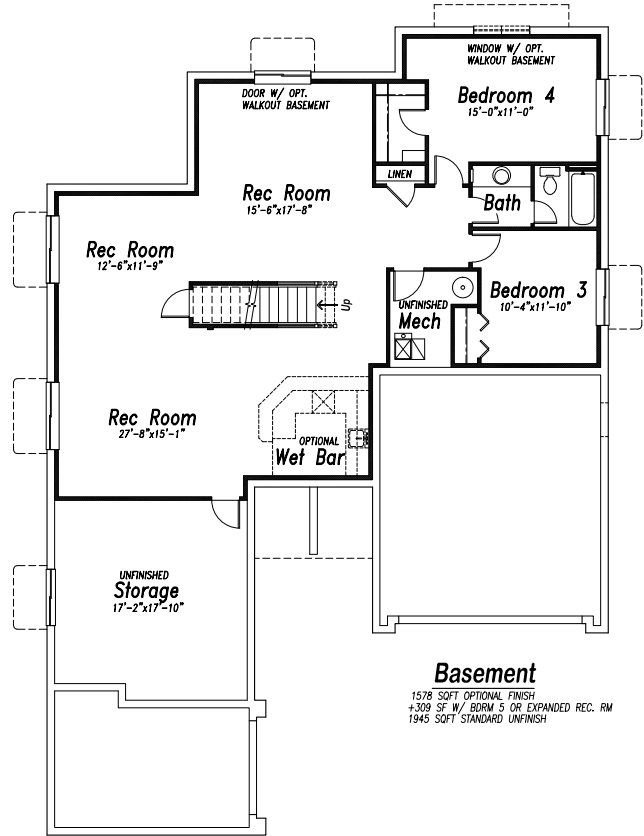 WINDOW W/ OPT.
WALKOUT BASEMENT
Bedroom 4
15'-0"x11'-0"
DOOR W/ OPT.
WALKOUT BASEMENT
LINEN
Rec Room
15'-6"x17'-8"
Bath
Rec Room
12'-6"x11'-9"
Bedroom 3
10'-4"x11'-10"
UNFINISHED
Mech
Up
Rec Room
27'-8"x15'-1"
OPTIONAL
Wet Bar
UNFINISHED
Storage
17'-2"x17'-10"
Basement
1578 SQFT OPTIONAL FINISH
+309 SF W/ BDRM 5 OR EXPANDED REC. RM
1945 SQFT STANDARD UNFINISH